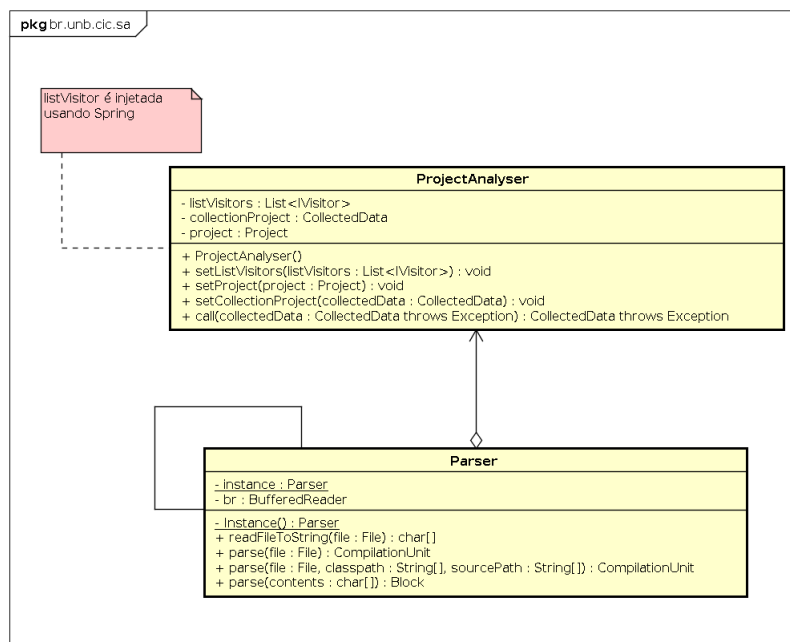 pkg br.unb.cic.sa
listVisitor é injetada
usando Spring
ProjectAnalyser
- listVisitors : List<IVisitor>
- collectionProject : CollectedData
- project : Project
+ ProjectAnalyser()
+ setListVisitors(listVisitors : List<IVisitor>) : void
+ setProject(project : Project) : void
+ setCollectionProject(collectedData : CollectedData) : void
+ call(collectedData : CollectedData throws Exception) : CollectedData throws Exception
Parser
- instance : Parser
- br : BufferedReader
- Instance() : Parser
+ readFileToString(file : File) : char[]
+ parse(file : File) : CompilationUnit
+ parse(file : File, classpath : String[], sourcePath : String[]) : CompilationUnit
+ parse(contents : char[]) : Block